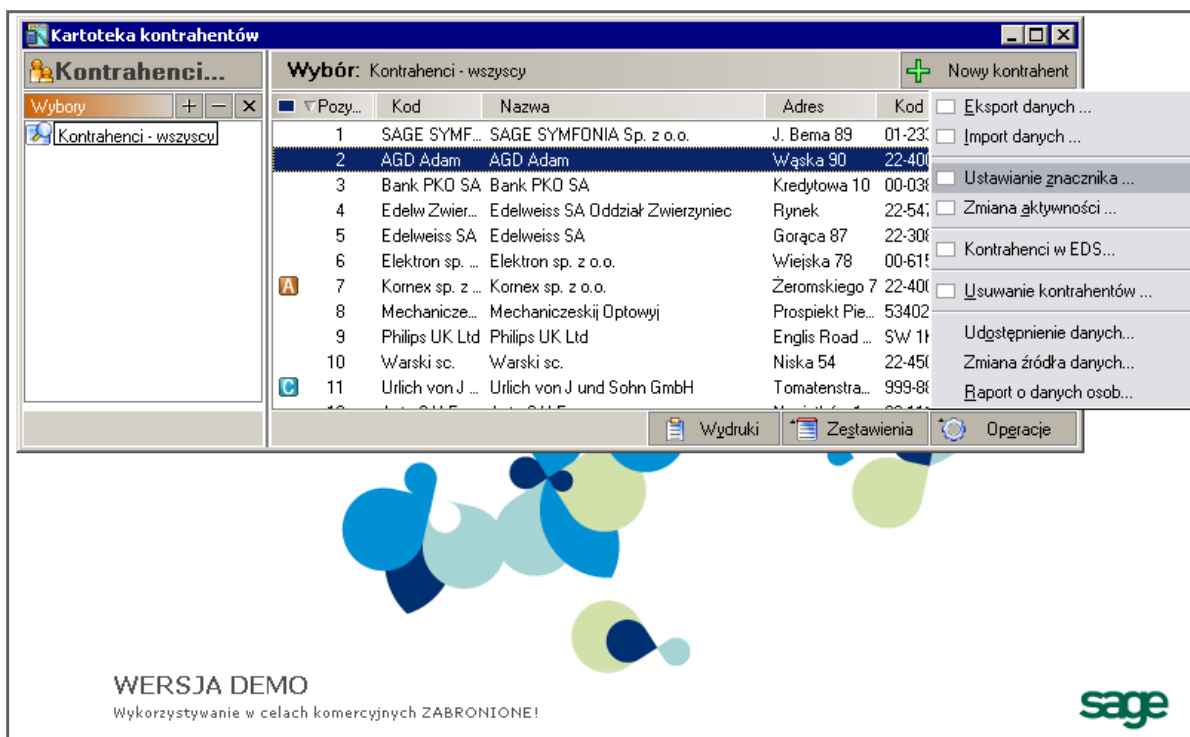 Kartoteka kontrahentów
Kontrahenci...
Wybór: Kontrahenci - wszyscy
Nowy kontrahent
Wybory
Kontrahenci - wszyscy
Pozy... Kod Nazwa Adres Kod
1 SAGE SYMF... SAGE SYMFONIA Sp. z o.o. J. Bema 89 01-233
2 AGD Adam AGD Adam Wąska 90 22-400
3 Bank PKO SA Bank PKO SA Kredytowa 10 00-038
4 Edelw Zwier... Edelweiss SA Oddział Zwierzyniec Rynek 22-547
5 Edelweiss SA Edelweiss SA Gorąca 87 22-308
6 Elektron sp. ... Elektron sp. z o.o. Wiejska 78 00-615
A 7 Kornex sp. z ... Kornex sp. z o.o. Żeromskiego 7 22-400
8 Mechanicze... Mechaniczeskij Optowyj Prospiekt Pie... 53402
9 Philips UK Ltd Philips UK Ltd Englis Road ... SW 1
10 Warski sc. Warski sc. Niska 54 22-450
C 11 Urlich von J ... Urlich von J und Sohn GmbH Tomatenstra... 999-88
Eksport danych ...
Import danych ...
Ustawianie znacznika ...
Zmiana aktywności ...
Kontrahenci w EDS...
Usuwanie kontrahentów ...
Udostępnienie danych...
Zmiana źródła danych...
Raport o danych osob...
Wydruki Zestawienia Operacje
WERSJA DEMO
Wykorzystywanie w celach komercyjnych ZABRONIONE!
sage